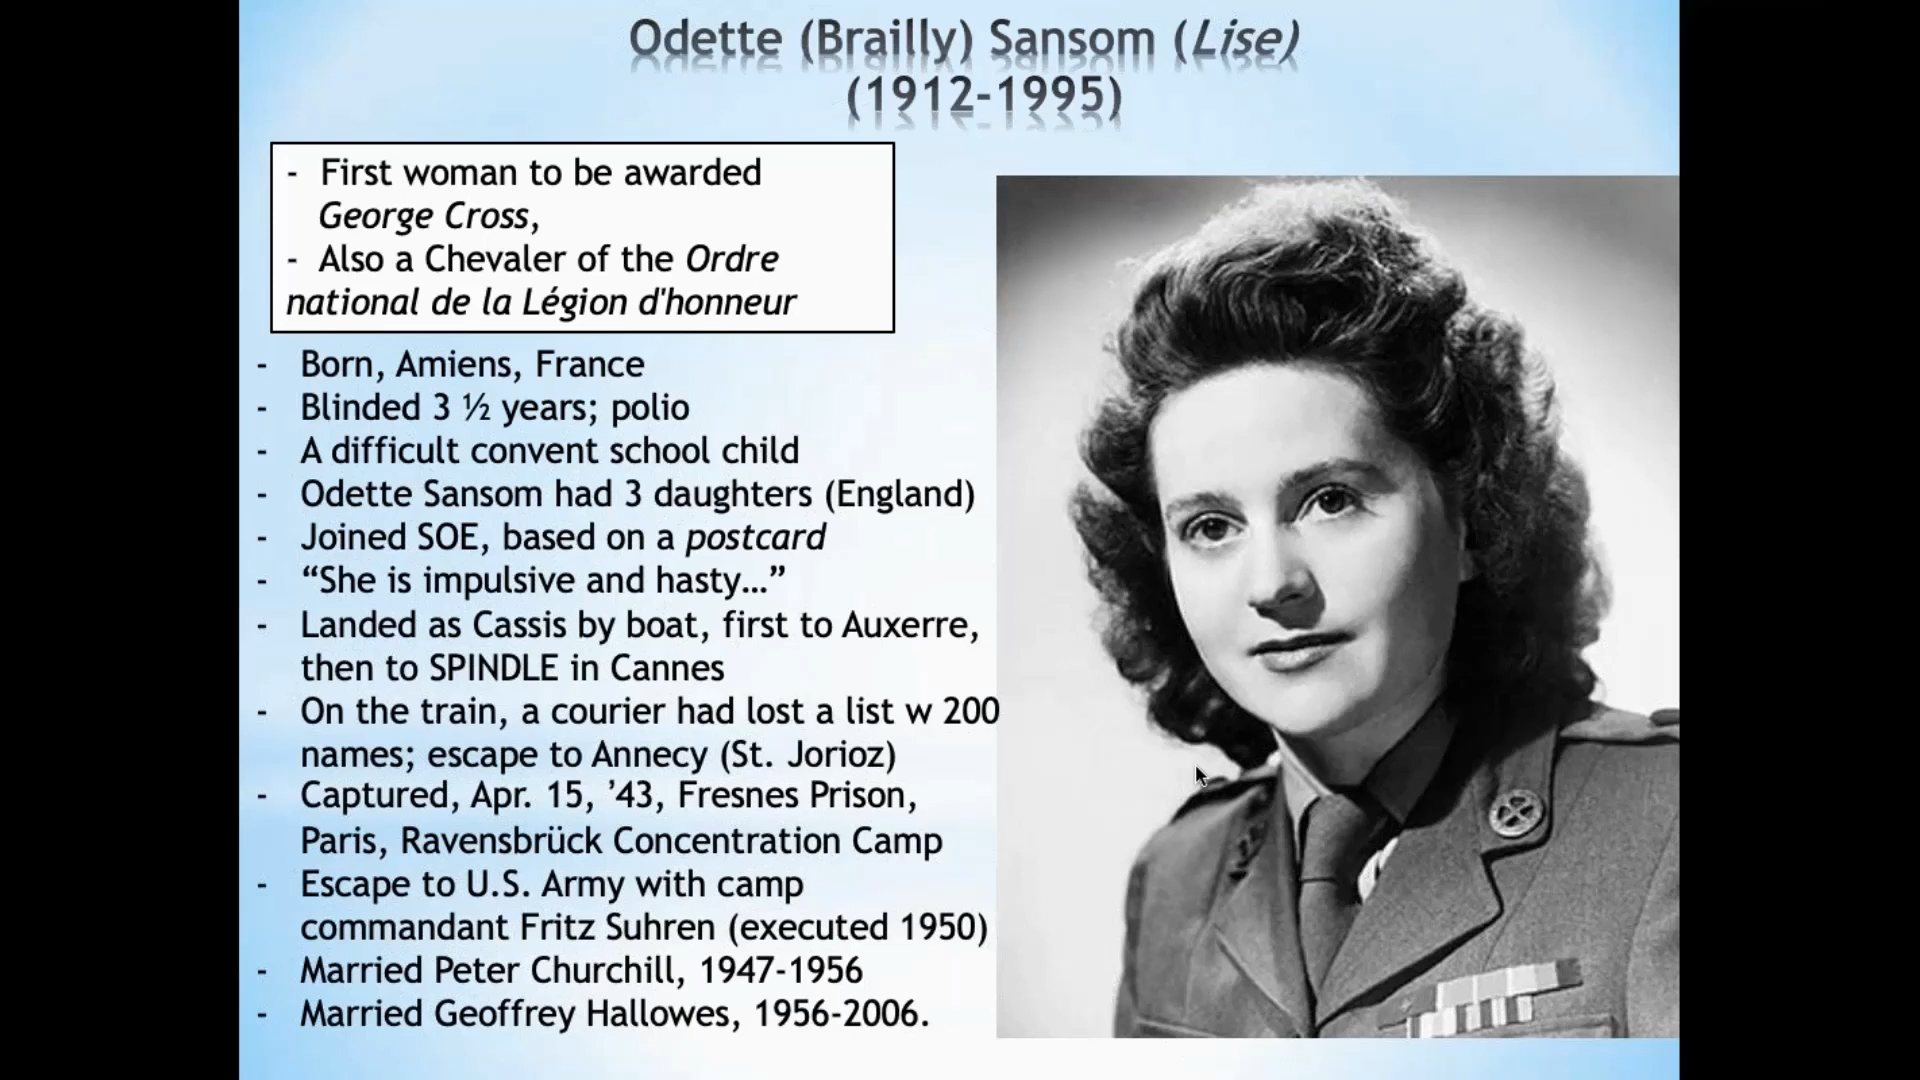 Odette (Brailly) Sansom (Lise)
(1912-1995)
- First woman to be awarded
George Cross,
- Also a Chevaler of the Ordre
national de la Légion d'honneur
- Born, Amiens, France
- Blinded 3 ½ years; polio
- A difficult convent school child
- Odette Sansom had 3 daughters (England)
- Joined SOE, based on a postcard
- “She is impulsive and hasty…”
- Landed as Cassis by boat, first to Auxerre,
then to SPINDLE in Cannes
- On the train, a courier had lost a list w 200
names; escape to Annecy (St. Jorioz)
- Captured, Apr. 15, ’43, Fresnes Prison,
Paris, Ravensbrück Concentration Camp
- Escape to U.S. Army with camp
commandant Fritz Suhren (executed 1950)
- Married Peter Churchill, 1947-1956
- Married Geoffrey Hallowes, 1956-2006.